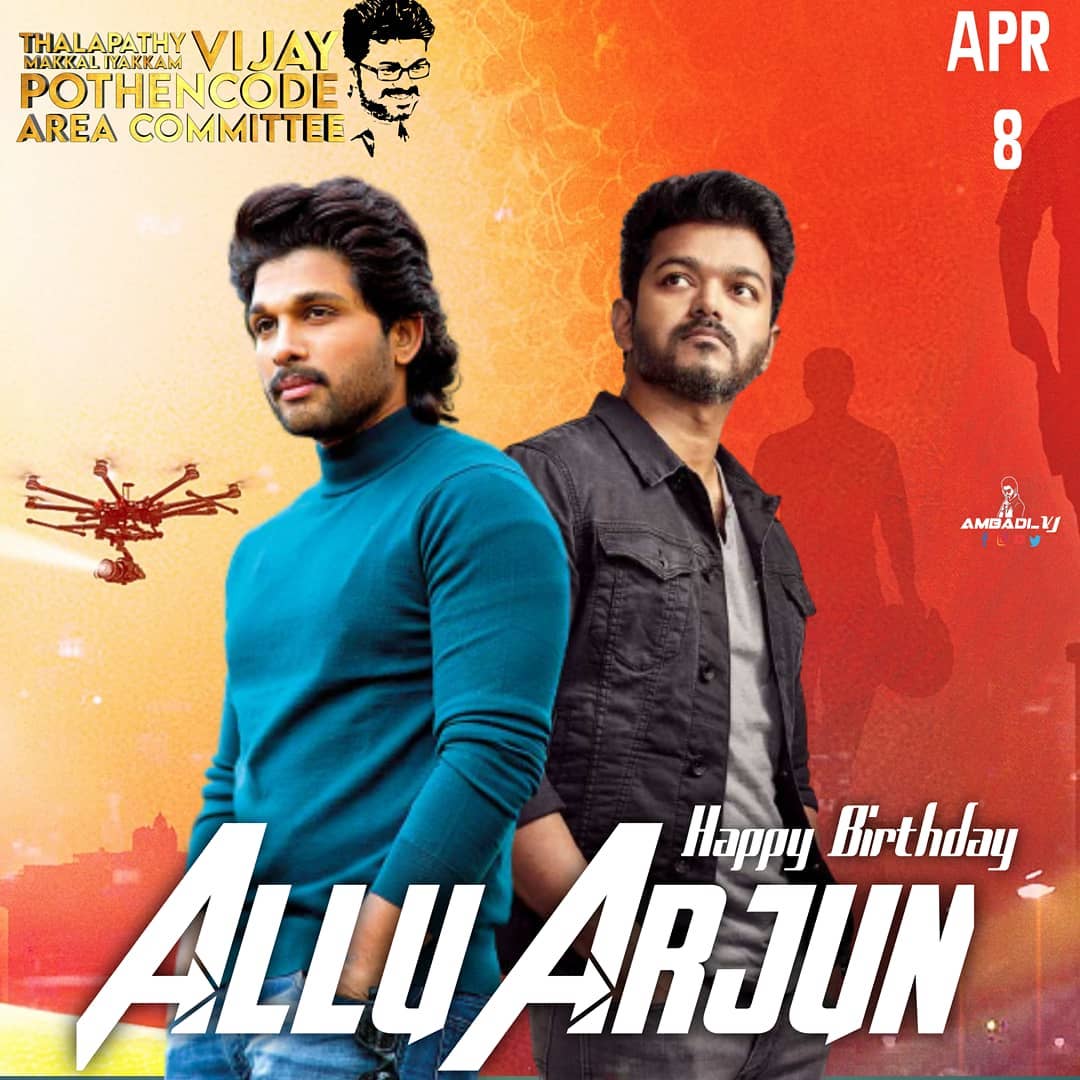 THALAPATHY VIJAY
MAKKAL IYAKKAM
POTHENCODE
AREA COMMITTEE
APR
8
AMBADI_VJ
Happy Birthday
ALLU ARJUN